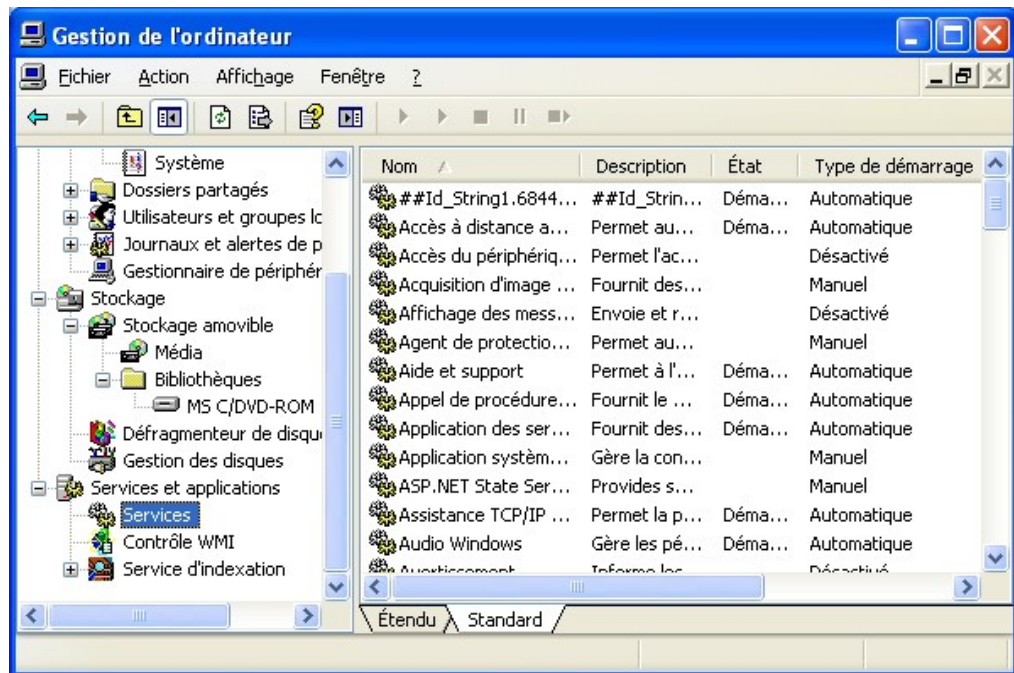 Gestion de l'ordinateur
Fichier Action Affichage Fenêtre ?
Système
Dossiers partagés
Utilisateurs et groupes lc
Journaux et alertes de p
Gestionnaire de périphér
Stockage
Stockage amovible
Média
Bibliothèques
MS C/DVD-ROM
Défragmenteur de disqu
Gestion des disques
Services et applications
Services
Contrôle WMI
Service d'indexation
Nom Description État Type de démarrage
##Id_String1.6844... ##Id_Strin... Déma... Automatique
Accès à distance a... Permet au... Déma... Automatique
Accès du périphériq... Permet l'ac... Désactivé
Acquisition d'image ... Fournit des... Manuel
Affichage des mess... Envoie et r... Désactivé
Agent de protectio... Permet au... Manuel
Aide et support Permet à l'... Déma... Automatique
Appel de procédure... Fournit le ... Déma... Automatique
Application des ser... Fournit des... Déma... Automatique
Application systèm... Gère la con... Manuel
ASP.NET State Ser... Provides s... Manuel
Assistance TCP/IP ... Permet la p... Déma... Automatique
Audio Windows Gère les pé... Déma... Automatique
Avertissement Informe les Désactivé
Étendu Standard